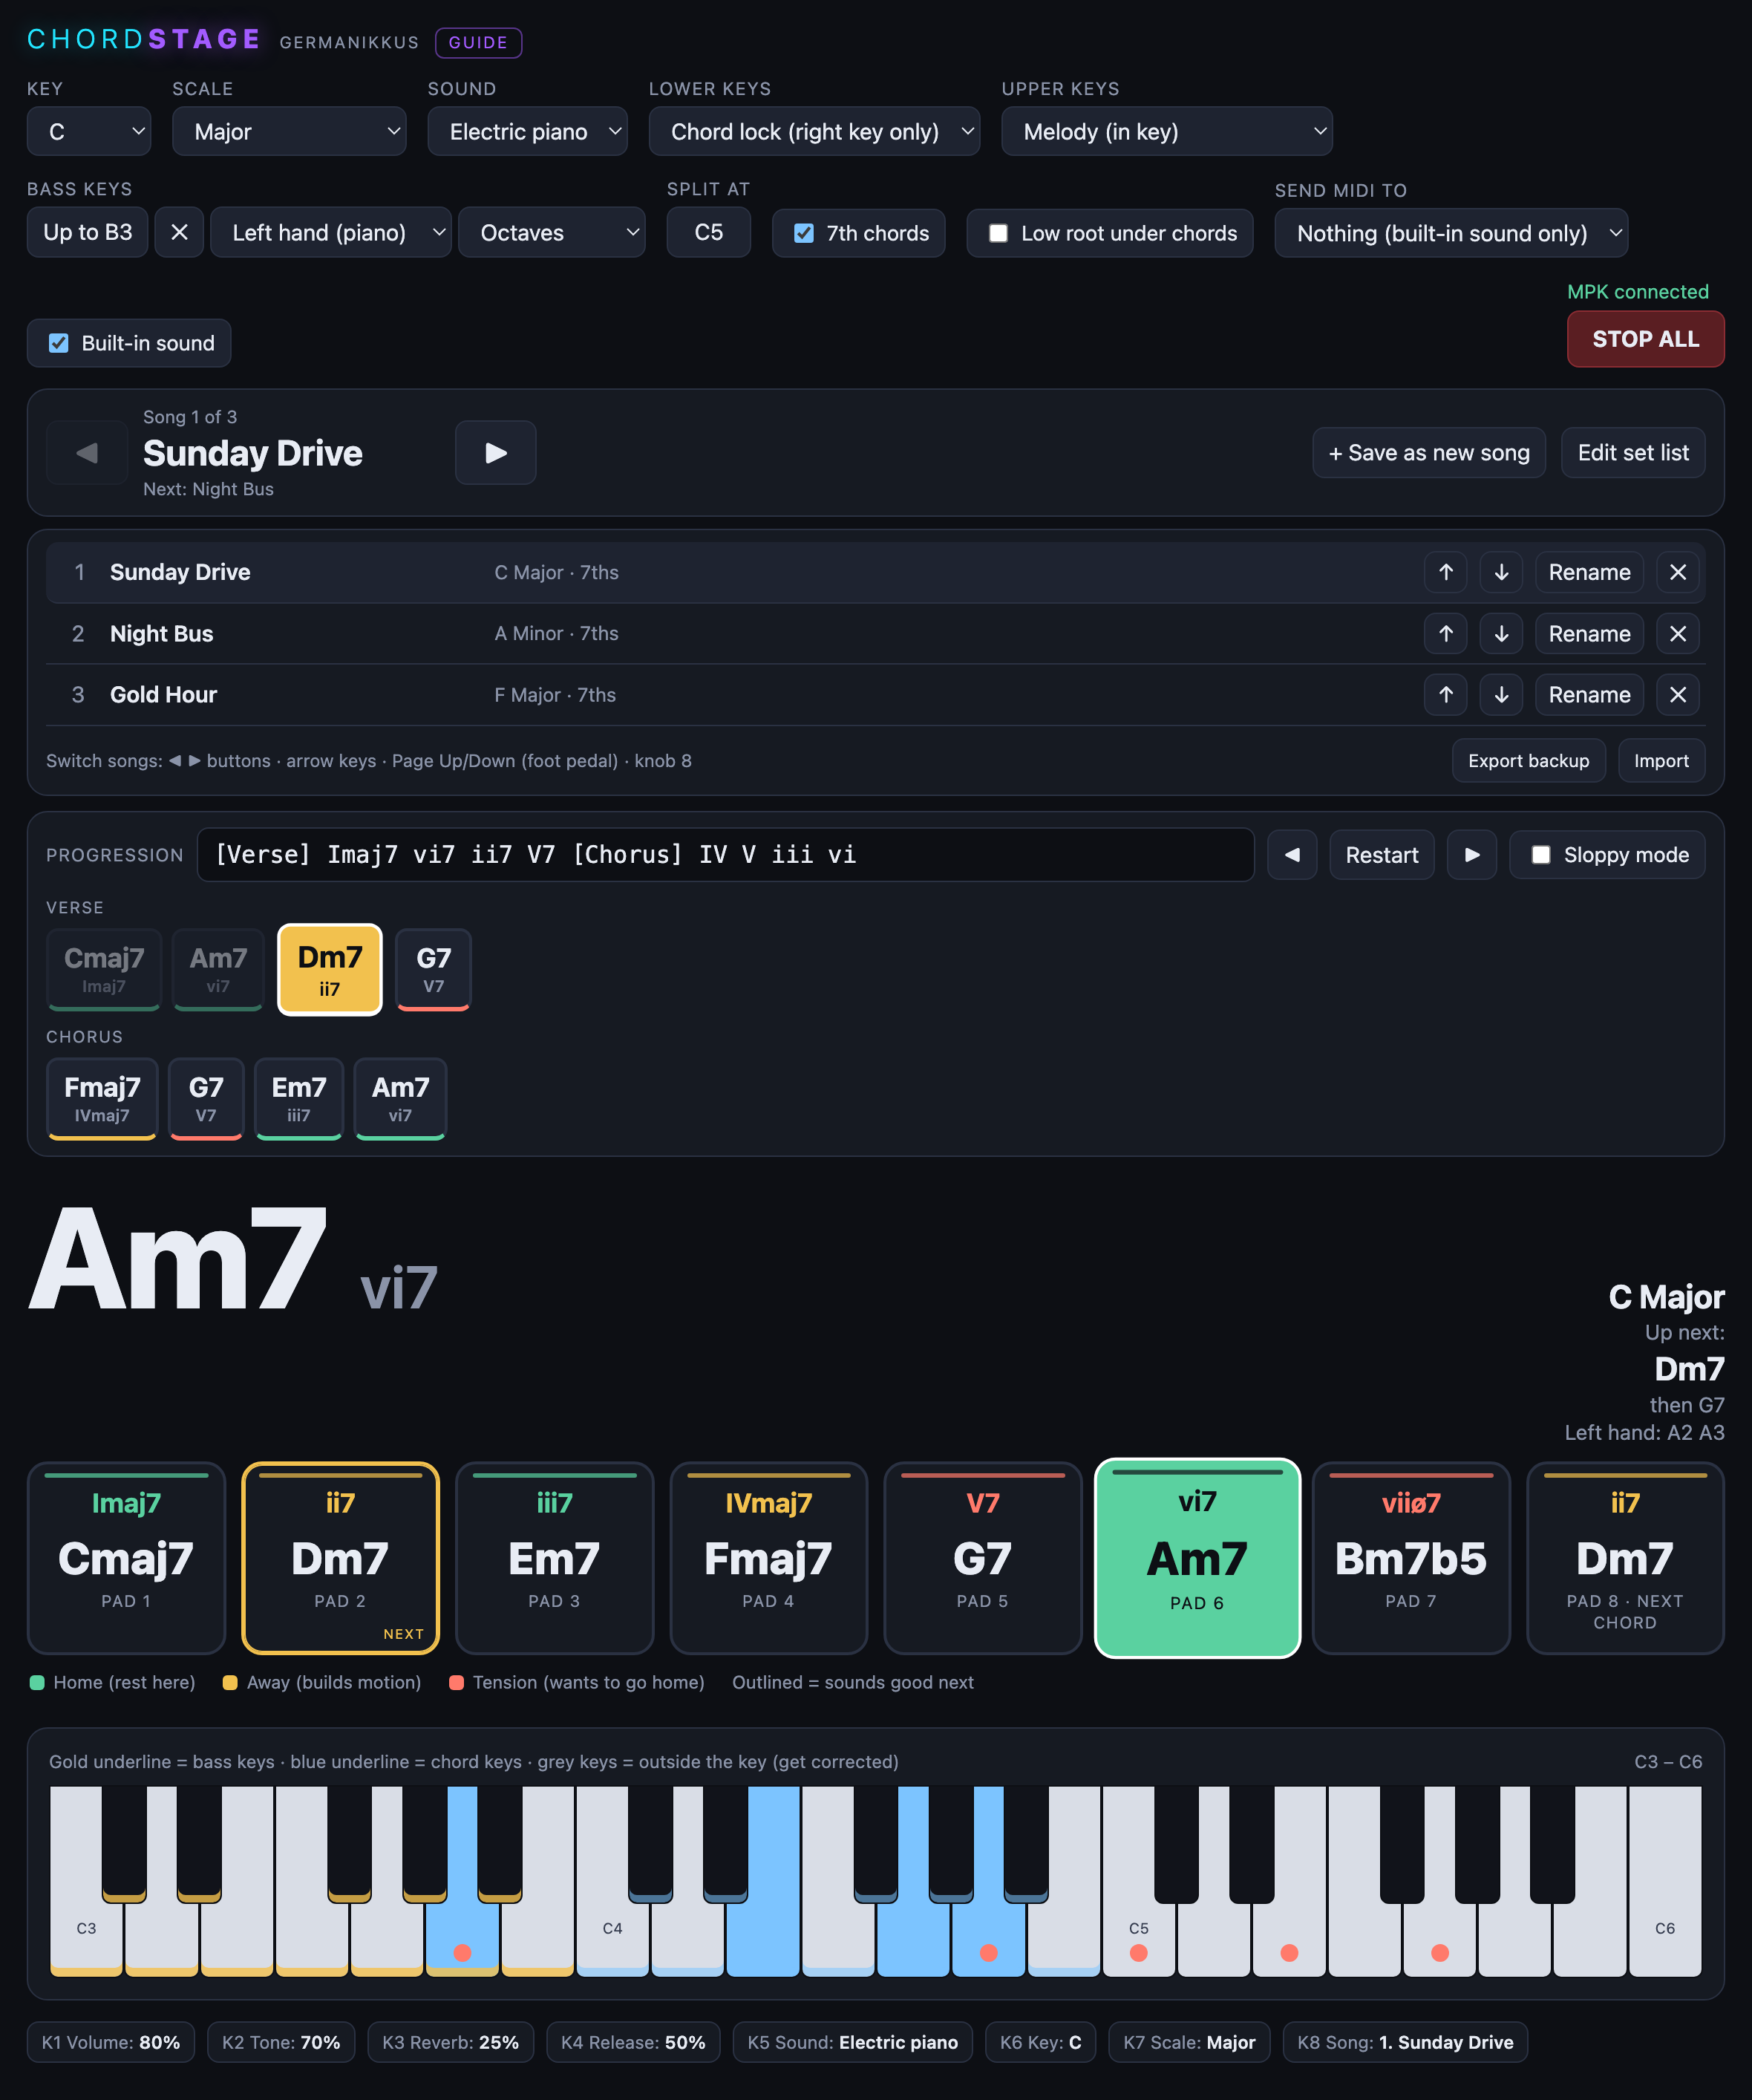 CHORDSTAGE GERMANIKKUS GUIDE
KEY SCALE SOUND LOWER KEYS UPPER KEYS
C Major Electric piano Chord lock (right key only) Melody (in key)
BASS KEYS SPLIT AT SEND MIDI TO
Up to B3 ✕ Left hand (piano) Octaves C5 7th chords Low root under chords Nothing (built-in sound only)
MPK connected
Built-in sound STOP ALL
Song 1 of 3
◀ Sunday Drive ▶ + Save as new song Edit set list
Next: Night Bus
1 Sunday Drive C Major · 7ths ↑ ↓ Rename ✕
2 Night Bus A Minor · 7ths ↑ ↓ Rename ✕
3 Gold Hour F Major · 7ths ↑ ↓ Rename ✕
Switch songs: ◀ ▶ buttons · arrow keys · Page Up/Down (foot pedal) · knob 8 Export backup Import
PROGRESSION [Verse] Imaj7 vi7 ii7 V7 [Chorus] IV V iii vi ◀ Restart ▶ Sloppy mode
VERSE
Cmaj7 Am7 Dm7 G7
Imaj7 vi7 ii7 V7
CHORUS
Fmaj7 G7 Em7 Am7
IVmaj7 V7 iii7 vi7
Am7 vi7
C Major
Up next:
Dm7
then G7
Left hand: A2 A3
Imaj7 ii7 iii7 IVmaj7 V7 vi7 viiø7 ii7
Cmaj7 Dm7 Em7 Fmaj7 G7 Am7 Bm7b5 Dm7
PAD 1 PAD 2 PAD 3 PAD 4 PAD 5 PAD 6 PAD 7 PAD 8 · NEXT
CHORD
NEXT
Home (rest here) Away (builds motion) Tension (wants to go home) Outlined = sounds good next
Gold underline = bass keys · blue underline = chord keys · grey keys = outside the key (get corrected) C3 – C6
C3 C4 C5 C6
K1 Volume: 80% K2 Tone: 70% K3 Reverb: 25% K4 Release: 50% K5 Sound: Electric piano K6 Key: C K7 Scale: Major K8 Song: 1. Sunday Drive